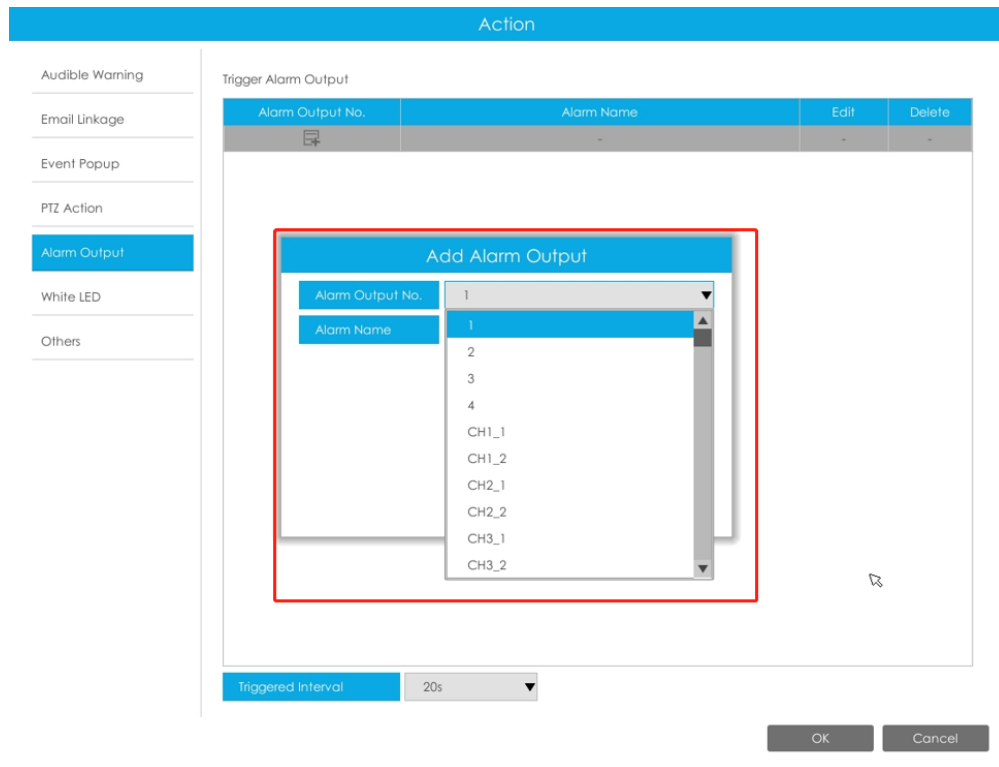 Action
Audible Warning
Email Linkage
Event Popup
PTZ Action
Alarm Output
White LED
Others
Trigger Alarm Output
Alarm Output No. Alarm Name Edit Delete
- - -
Add Alarm Output
Alarm Output No. 1
Alarm Name
1
2
3
4
CH1_1
CH1_2
CH2_1
CH2_2
CH3_1
CH3_2
Triggered Interval 20s
OK Cancel